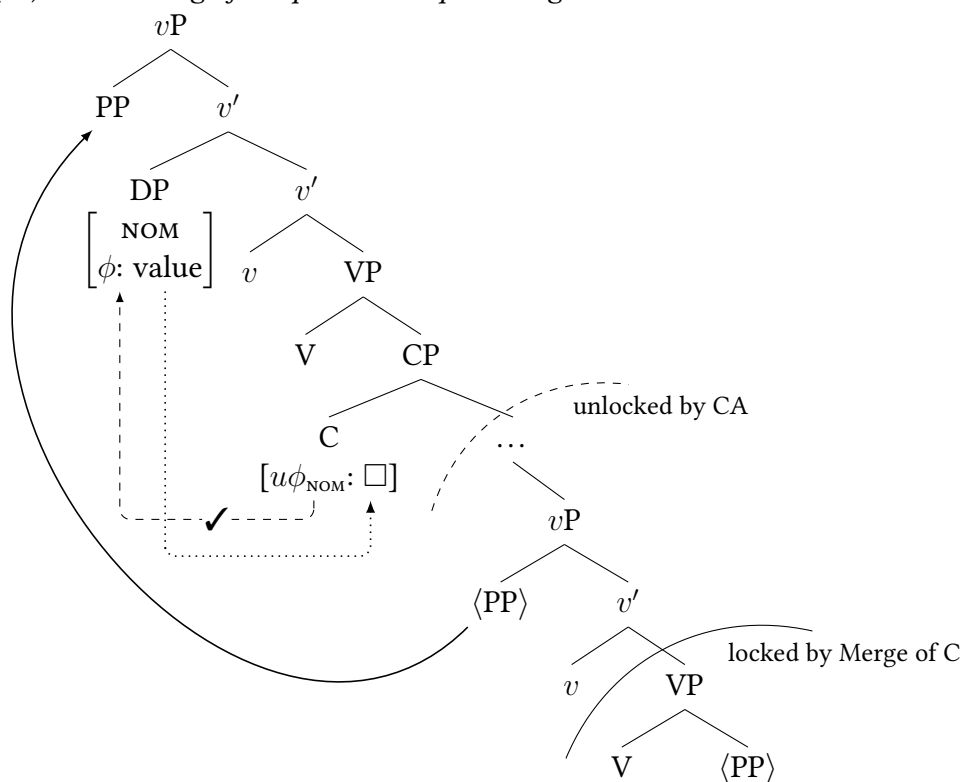 vP
PP v′
DP v′
NOM
ϕ: value v VP
V CP
unlocked by CA
C …
[uϕNOM: □]
✓ vP
⟨PP⟩ v′
locked by Merge of C
v VP
V ⟨PP⟩